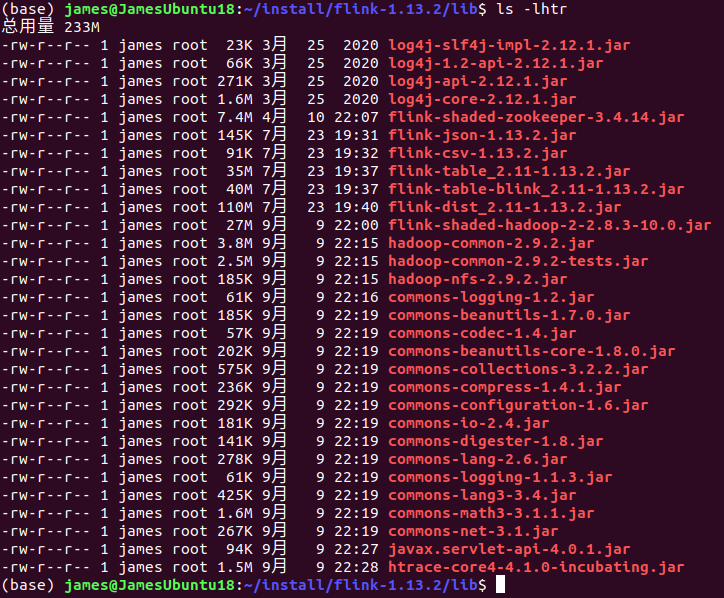 (base) james@JamesUbuntu18:~/install/flink-1.13.2/lib$ ls -lhtr
总用量 233M
-rw-r--r-- 1 james root  23K 3月  25  2020 log4j-slf4j-impl-2.12.1.jar
-rw-r--r-- 1 james root  66K 3月  25  2020 log4j-1.2-api-2.12.1.jar
-rw-r--r-- 1 james root 271K 3月  25  2020 log4j-api-2.12.1.jar
-rw-r--r-- 1 james root 1.6M 3月  25  2020 log4j-core-2.12.1.jar
-rw-r--r-- 1 james root 7.4M 4月  10 22:07 flink-shaded-zookeeper-3.4.14.jar
-rw-r--r-- 1 james root 145K 7月  23 19:31 flink-json-1.13.2.jar
-rw-r--r-- 1 james root  91K 7月  23 19:32 flink-csv-1.13.2.jar
-rw-r--r-- 1 james root  35M 7月  23 19:37 flink-table_2.11-1.13.2.jar
-rw-r--r-- 1 james root  40M 7月  23 19:37 flink-table-blink_2.11-1.13.2.jar
-rw-r--r-- 1 james root 110M 7月  23 19:40 flink-dist_2.11-1.13.2.jar
-rw-r--r-- 1 james root  27M 9月   9 22:00 flink-shaded-hadoop-2-2.8.3-10.0.jar
-rw-r--r-- 1 james root 3.8M 9月   9 22:15 hadoop-common-2.9.2.jar
-rw-r--r-- 1 james root 2.5M 9月   9 22:15 hadoop-common-2.9.2-tests.jar
-rw-r--r-- 1 james root 185K 9月   9 22:15 hadoop-nfs-2.9.2.jar
-rw-r--r-- 1 james root  61K 9月   9 22:16 commons-logging-1.2.jar
-rw-r--r-- 1 james root 185K 9月   9 22:19 commons-beanutils-1.7.0.jar
-rw-r--r-- 1 james root  57K 9月   9 22:19 commons-codec-1.4.jar
-rw-r--r-- 1 james root 202K 9月   9 22:19 commons-beanutils-core-1.8.0.jar
-rw-r--r-- 1 james root 575K 9月   9 22:19 commons-collections-3.2.2.jar
-rw-r--r-- 1 james root 236K 9月   9 22:19 commons-compress-1.4.1.jar
-rw-r--r-- 1 james root 292K 9月   9 22:19 commons-configuration-1.6.jar
-rw-r--r-- 1 james root 181K 9月   9 22:19 commons-io-2.4.jar
-rw-r--r-- 1 james root 141K 9月   9 22:19 commons-digester-1.8.jar
-rw-r--r-- 1 james root 278K 9月   9 22:19 commons-lang-2.6.jar
-rw-r--r-- 1 james root  61K 9月   9 22:19 commons-logging-1.1.3.jar
-rw-r--r-- 1 james root 425K 9月   9 22:19 commons-lang3-3.4.jar
-rw-r--r-- 1 james root 1.6M 9月   9 22:19 commons-math3-3.1.1.jar
-rw-r--r-- 1 james root 267K 9月   9 22:19 commons-net-3.1.jar
-rw-r--r-- 1 james root  94K 9月   9 22:27 javax.servlet-api-4.0.1.jar
-rw-r--r-- 1 james root 1.5M 9月   9 22:28 htrace-core4-4.1.0-incubating.jar
(base) james@JamesUbuntu18:~/install/flink-1.13.2/lib$